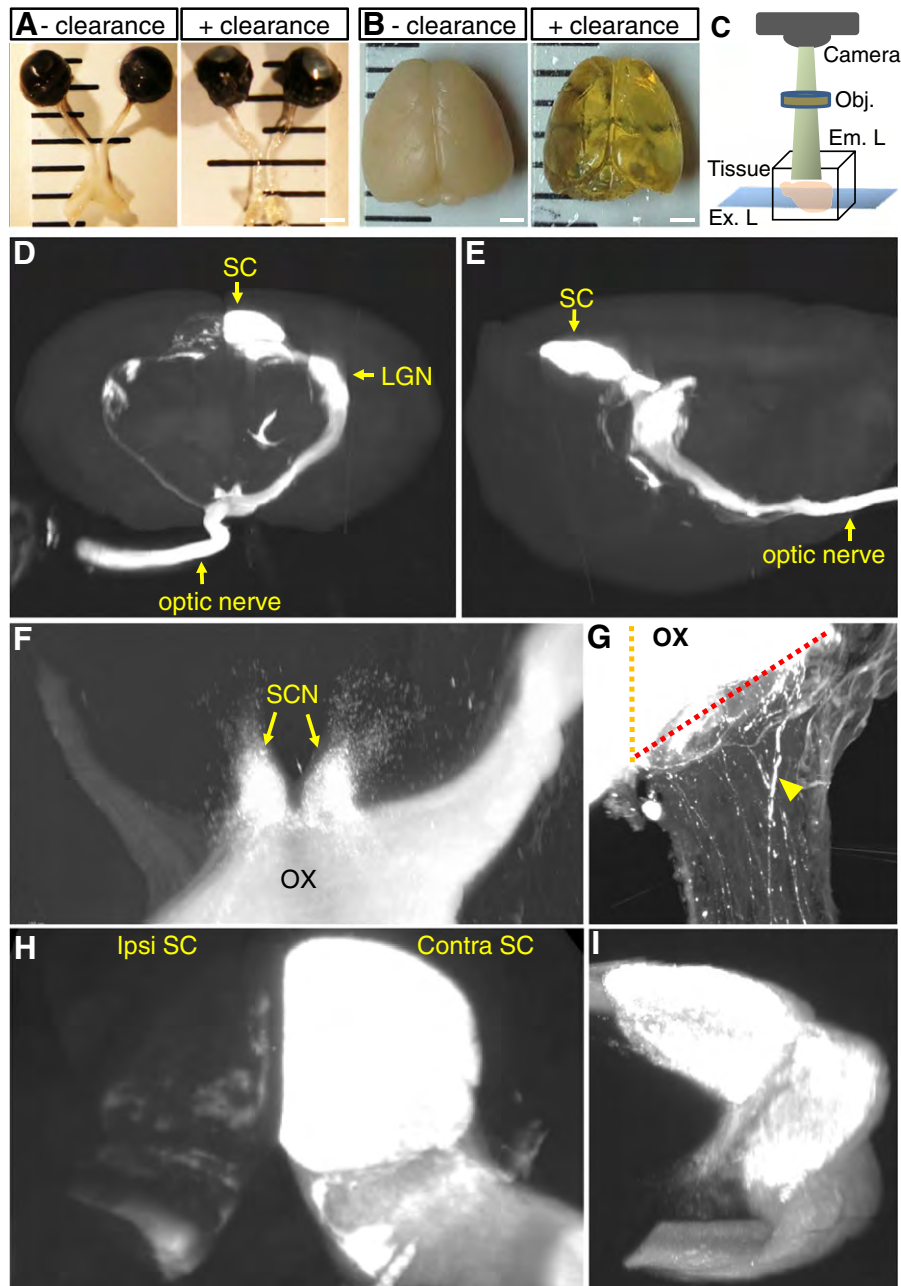 A - clearance + clearance
B - clearance + clearance
C
Camera
Obj.
Em. L
Tissue
Ex. L
D
SC
LGN
optic nerve
E
SC
optic nerve
F
SCN
OX
G
OX
H
Ipsi SC Contra SC
I